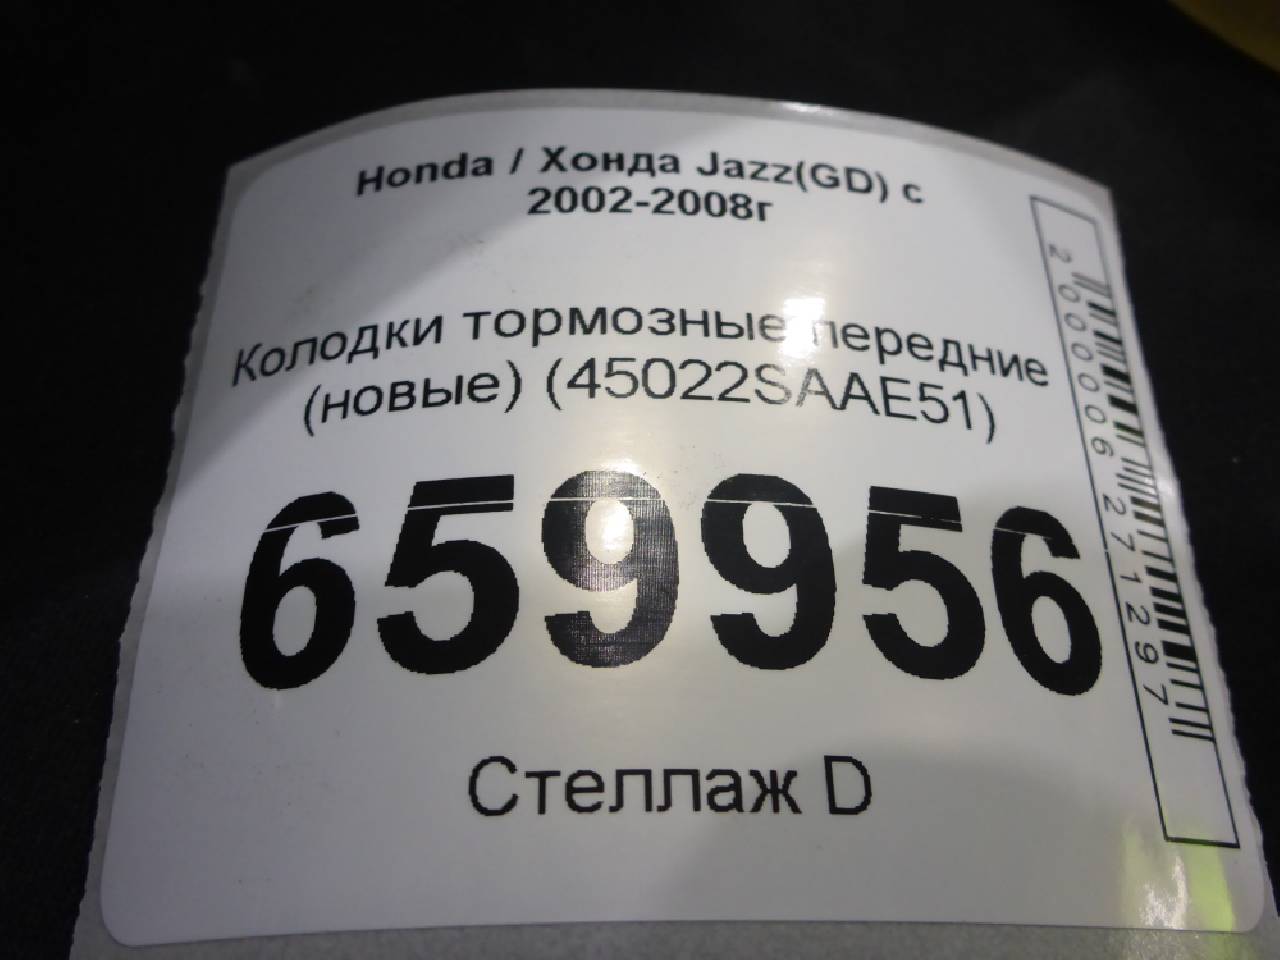 Honda / Хонда Jazz(GD) с
2002-2008г
Колодки тормозные передние
(новые) (45022SAAE51)
659956
Стеллаж D
2000006271297